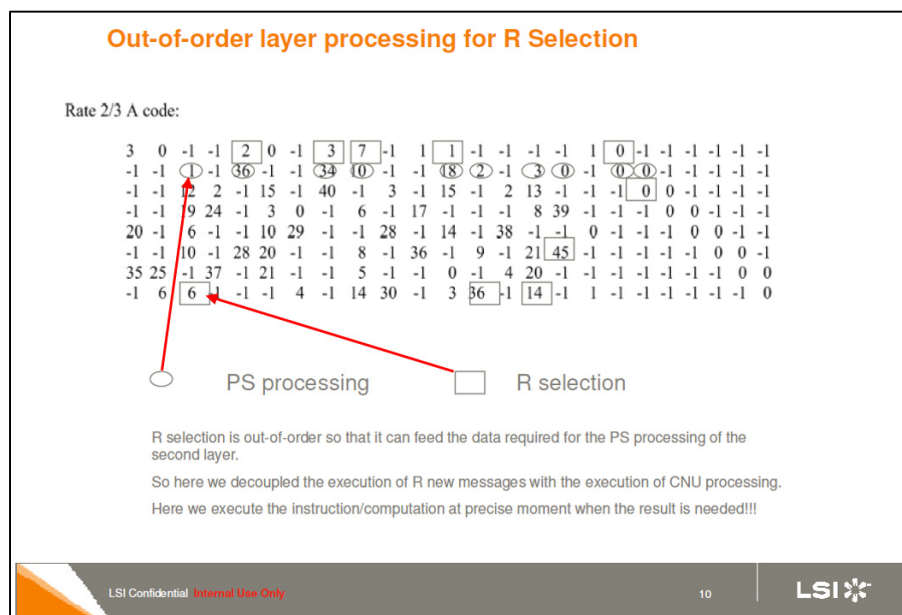 Out-of-order layer processing for R Selection
Rate 2/3 A code:
3 0 -1 -1 2 0 -1 3 7 -1 1 1 -1 -1 -1 -1 1 0 -1 -1 -1 -1 -1 -1
-1 -1 1 -1 36 -1 -1 34 10 -1 -1 18 2 -1 3 0 -1 0 0 -1 -1 -1 -1 -1
-1 -1 12 2 -1 15 -1 40 -1 3 -1 15 -1 2 13 -1 -1 -1 0 0 -1 -1 -1 -1
-1 -1 19 24 -1 3 0 -1 6 -1 17 -1 -1 -1 8 39 -1 -1 -1 0 0 -1 -1 -1
20 -1 6 -1 -1 10 29 -1 -1 28 -1 14 -1 38 -1 -1 0 -1 -1 -1 0 0 -1 -1
-1 -1 10 -1 28 20 -1 -1 8 -1 36 -1 9 -1 21 45 -1 -1 -1 -1 -1 0 0 -1
35 25 -1 37 -1 21 -1 -1 5 -1 -1 0 -1 4 20 -1 -1 -1 -1 -1 -1 -1 0 0
-1 6 6 -1 -1 -1 4 -1 14 30 -1 3 36 -1 14 -1 1 -1 -1 -1 -1 -1 -1 0
PS processing
R selection
R selection is out-of-order so that it can feed the data required for the PS processing of the
second layer.
So here we decoupled the execution of R new messages with the execution of CNU processing.
Here we execute the instruction/computation at precise moment when the result is needed!!!
LSI Confidential Internal Use Only
10
LSI